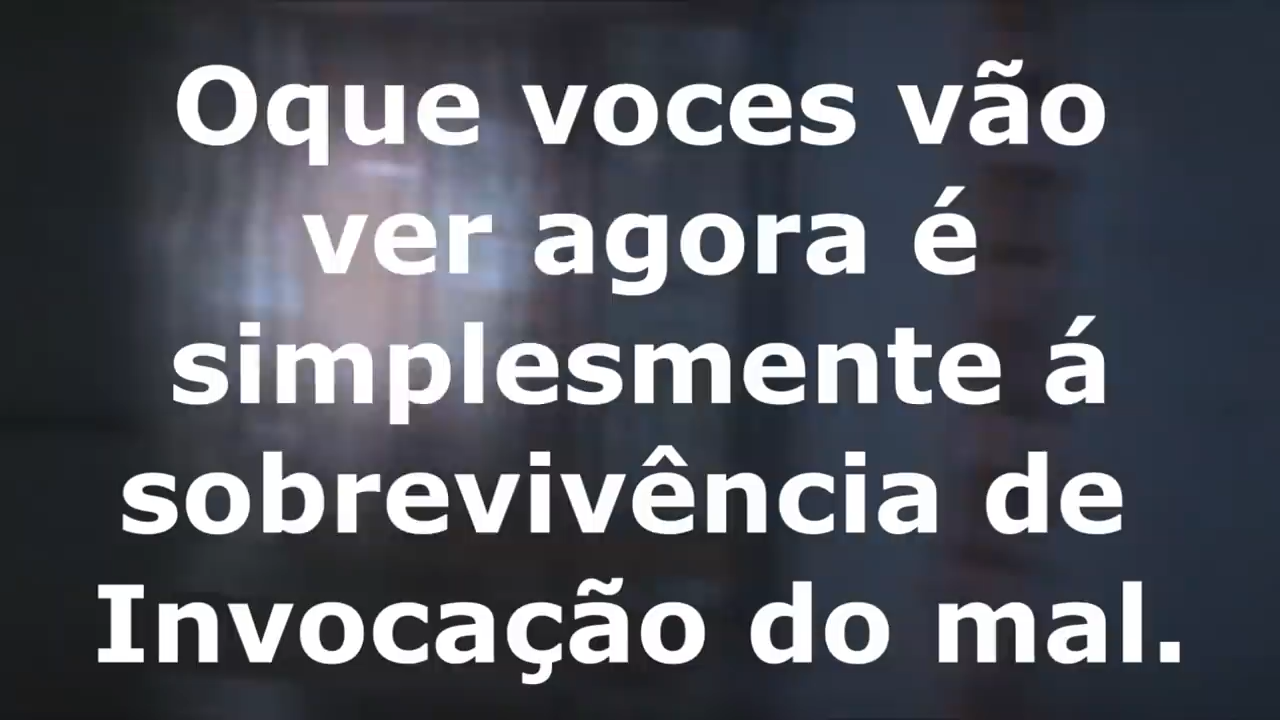 Oque voces vão
ver agora é
simplesmente á
sobrevivência de
Invocação do mal.